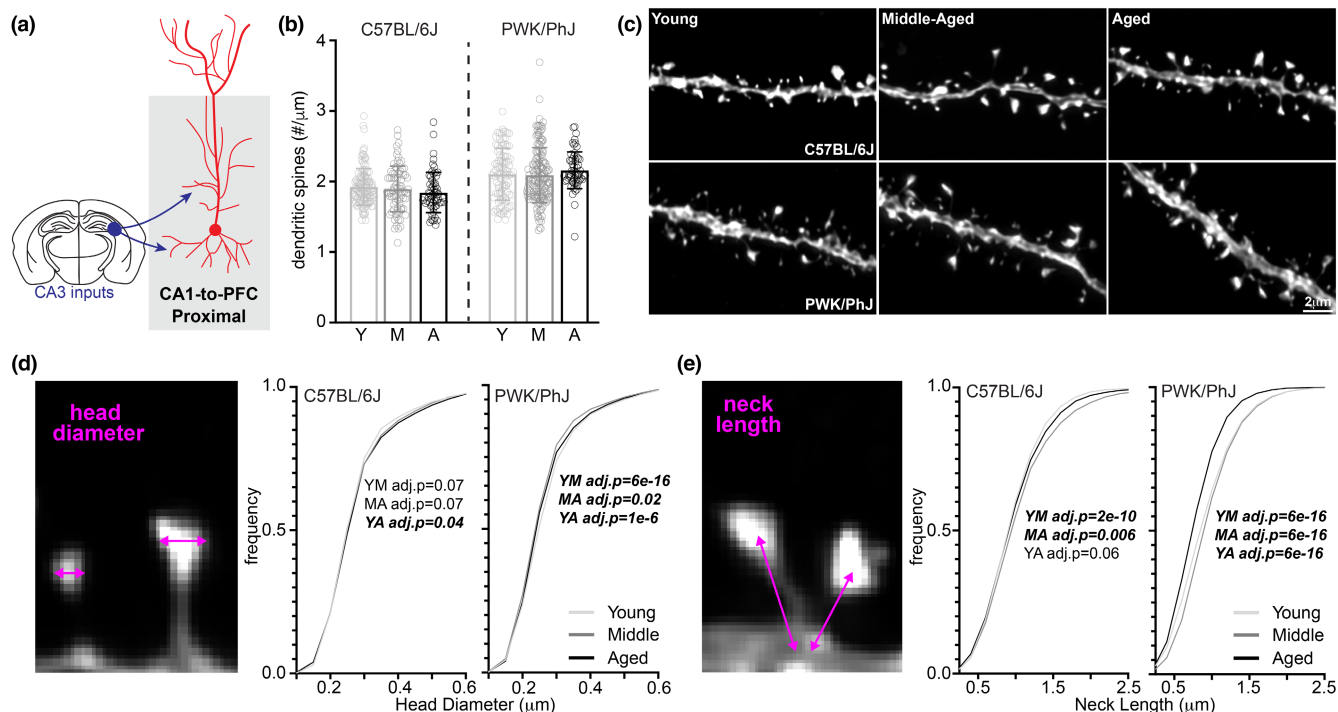 (a)
CA3 inputs
CA1-to-PFC
Proximal
(b)
C57BL/6J
PWK/PhJ
dendritic spines (#/μm)
4
3
2
1
0
Y
M
A
Y
M
A
(c)
Young
Middle-Aged
Aged
C57BL/6J
PWK/PhJ
2μm
(d)
head
diameter
frequency
1.0
0.5
0.0
C57BL/6J
YM adj.p=0.07
MA adj.p=0.07
YA adj.p=0.04
0.2
0.4
0.6
PWK/PhJ
YM adj.p=6e-16
MA adj.p=0.02
YA adj.p=1e-6
Young
Middle
Aged
0.2
0.4
0.6
Head Diameter (μm)
(e)
neck
length
frequency
1.0
0.5
0.0
C57BL/6J
YM adj.p=2e-10
MA adj.p=0.006
YA adj.p=0.06
0.5
1.5
2.5
PWK/PhJ
YM adj.p=6e-16
MA adj.p=6e-16
YA adj.p=6e-16
Young
Middle
Aged
0.5
1.5
2.5
Neck Length (μm)